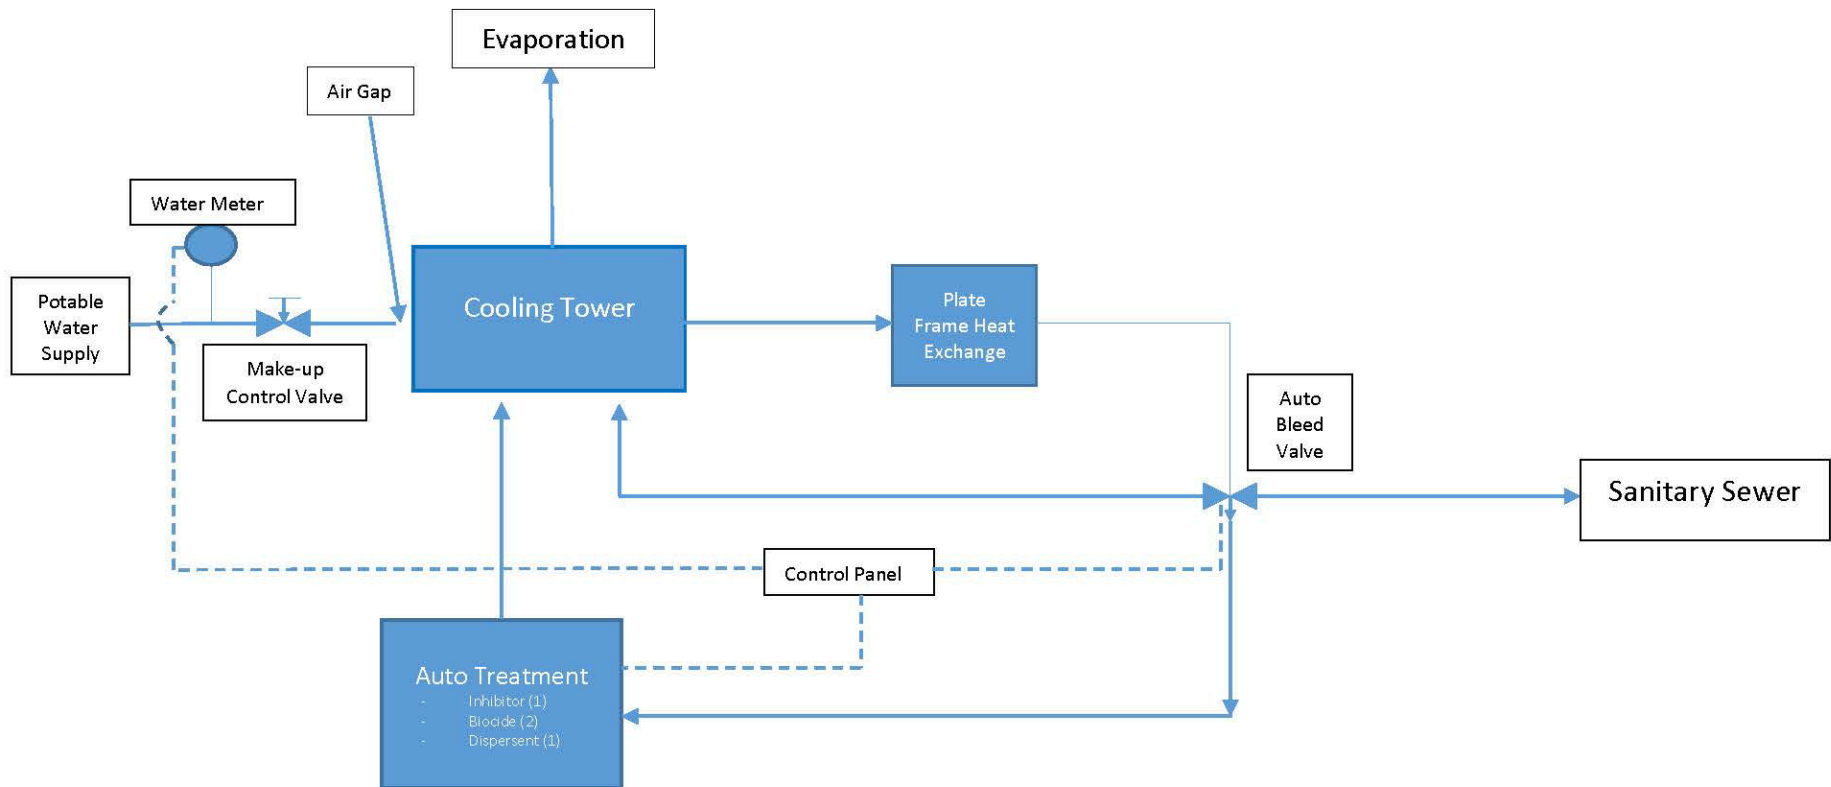 Evaporation
Air Gap
Water Meter
Potable
Water
Supply
Make-up
Control Valve
Cooling Tower
Plate
Frame Heat
Exchange
Auto
Bleed
Valve
Sanitary Sewer
Control Panel
Auto Treatment
- Inhibitor (1)
- Biocide (2)
- Dispersent (1)